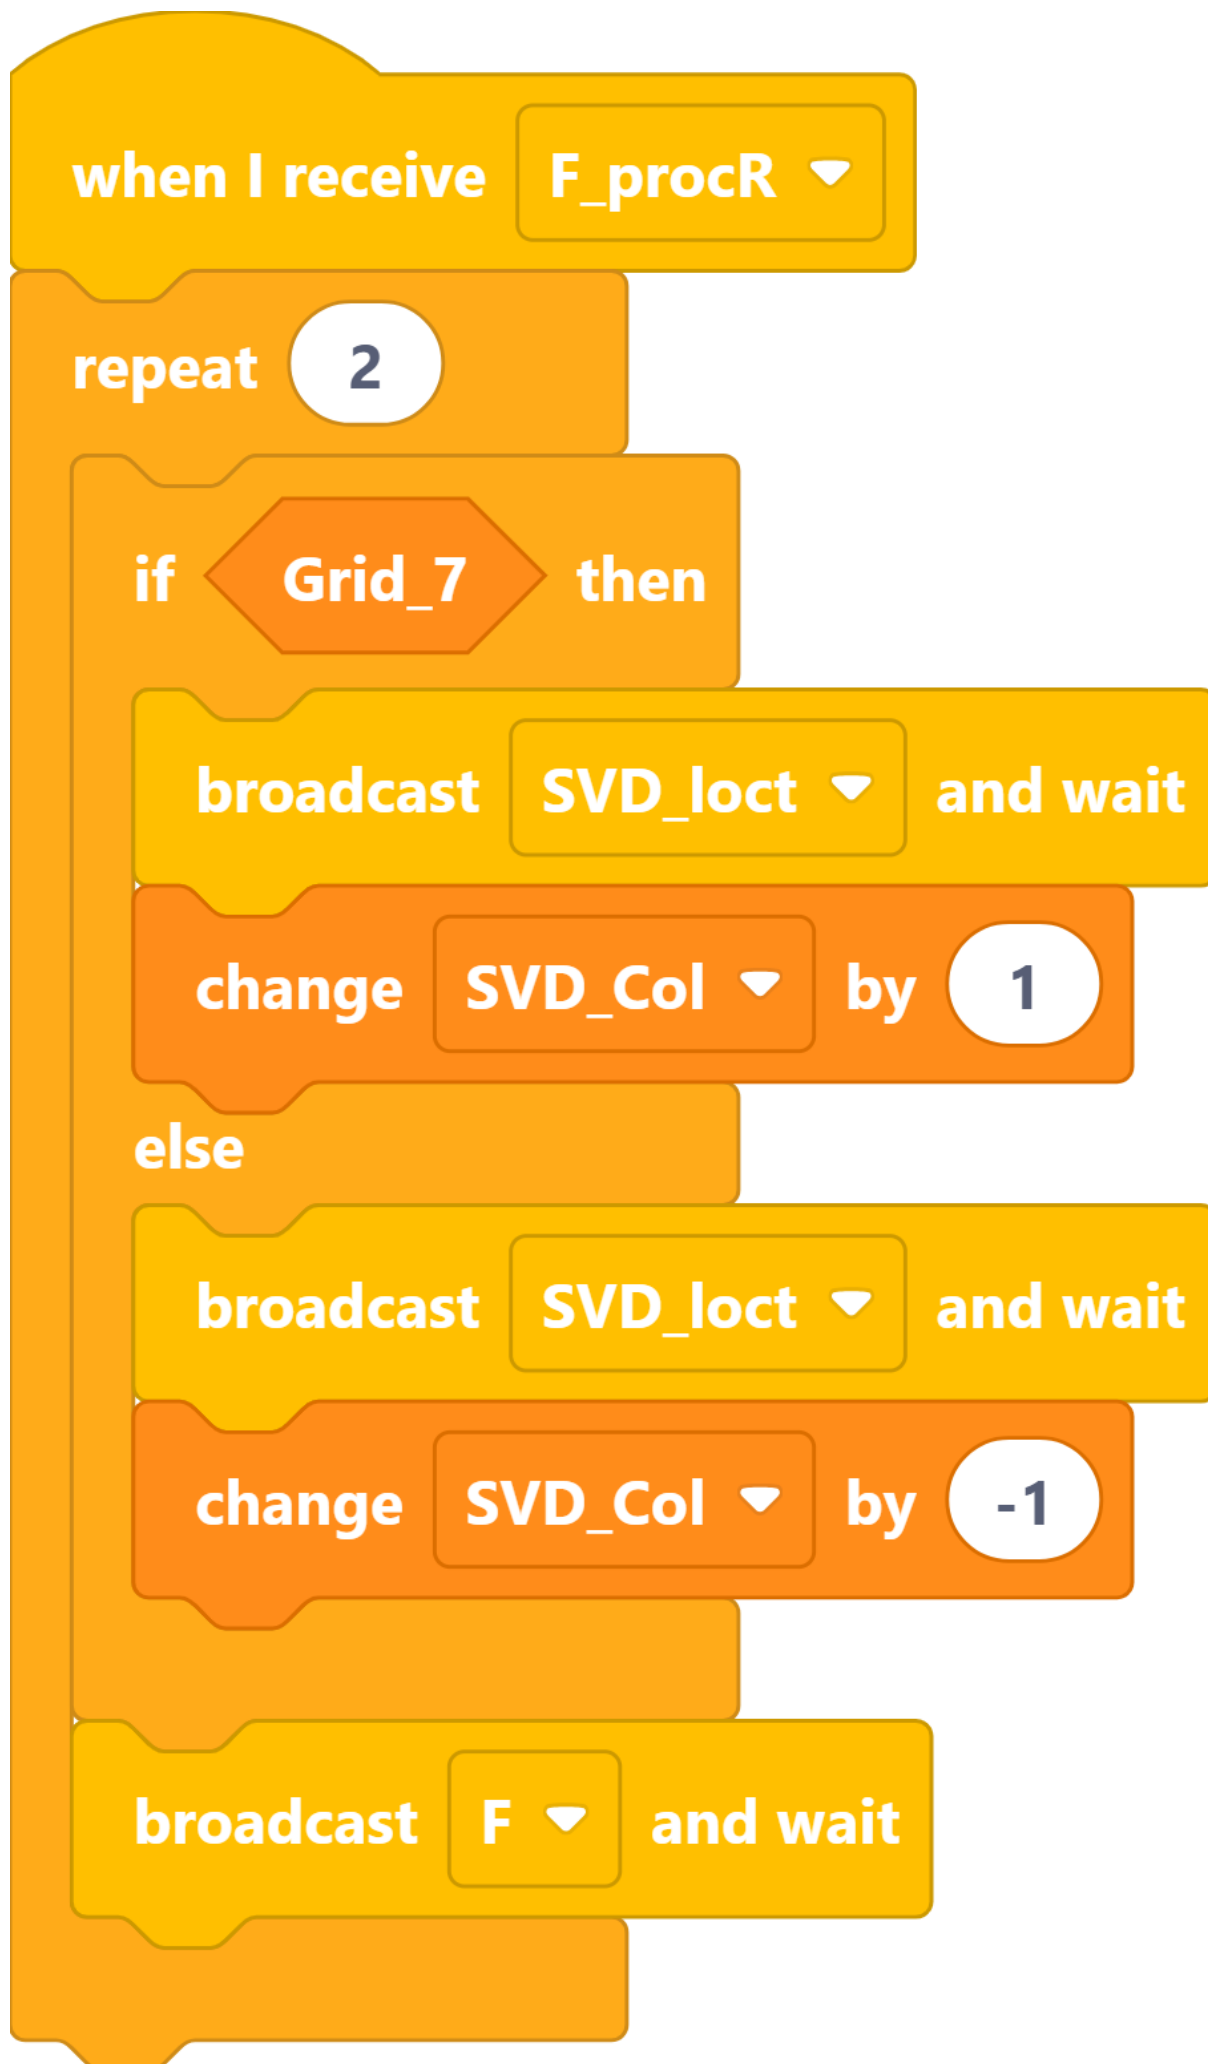 when I receive F_procR
repeat 2
if Grid_7 then
broadcast SVD_loct and wait
change SVD_Col by 1
else
broadcast SVD_loct and wait
change SVD_Col by -1
broadcast F and wait